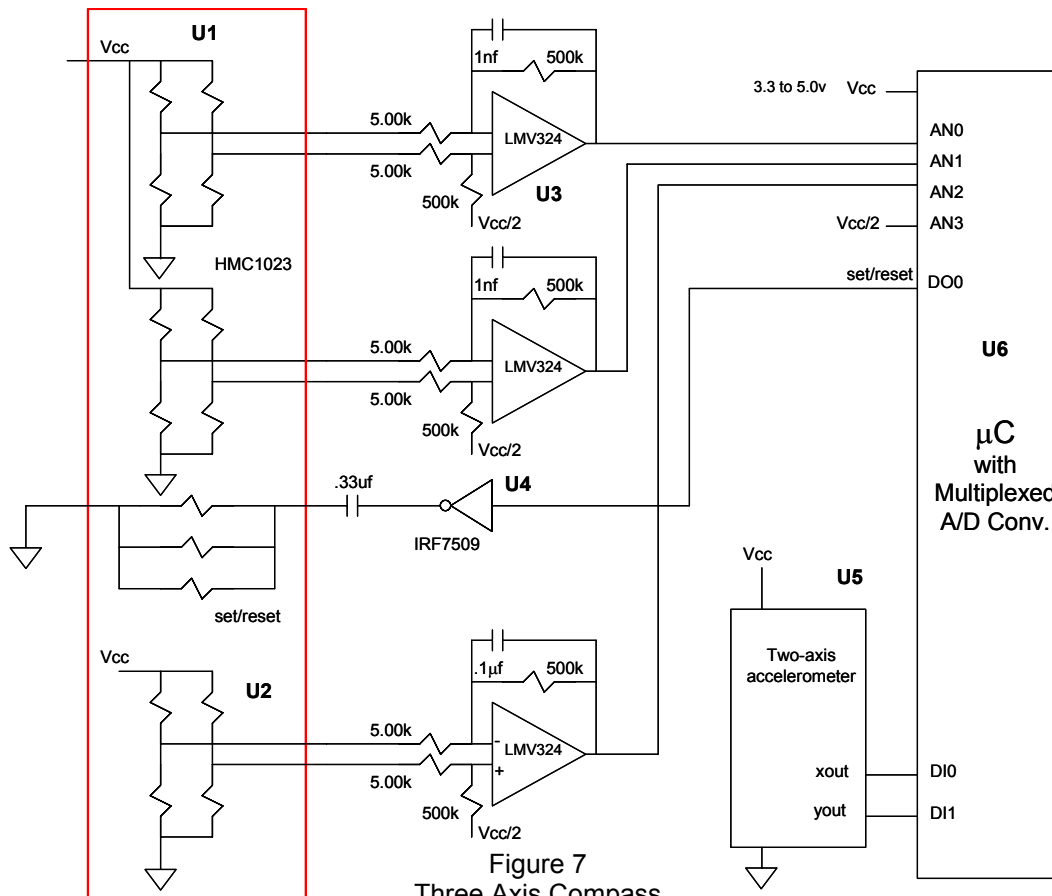 U1
Vcc
1nf
500k
5.00k
LMV324
5.00k
U3
500k
Vcc/2
HMC1023
1nf
500k
5.00k
LMV324
5.00k
500k
Vcc/2
.33uf
U4
IRF7509
set/reset
Vcc
U2
.1µf
500k
5.00k
-
LMV324
+
5.00k
500k
Vcc/2
3.3 to 5.0v
Vcc
AN0
AN1
AN2
Vcc/2
AN3
set/reset
DO0
U6
µC
with
Multiplexed
A/D Conv.
Vcc
U5
Two-axis
accelerometer
xout
DI0
yout
DI1
Figure 7
Three Axis Compass